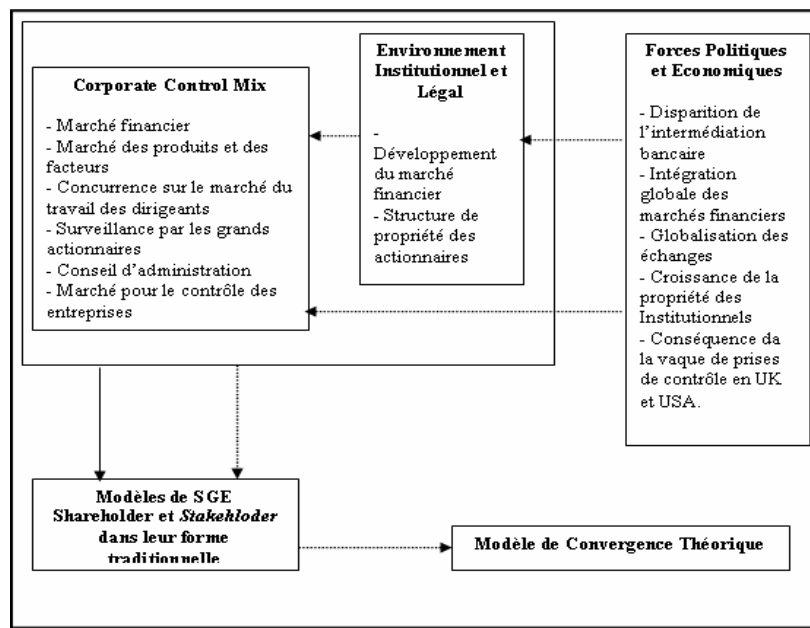 Corporate Control Mix
- Marché financier
- Marché des produits et des
facteurs
- Concurrence sur le marché du
travail des dirigeants
- Surveillance par les grands
actionnaires
- Conseil d'administration
- Marché pour le contrôle des
entreprises
Environnement
Institutionnel et
Légal
-
Développement
du marché
financier
- Structure de
propriété des
actionnaires
Forces Politiques
et Economiques
- Disparition de
l'intermédiation
bancaire
- Intégration
globale des
marchés financiers
- Globalisation des
échanges
- Croissance de la
propriété des
Institutionnels
- Conséquence da
la vaque de prises
de contrôle en UK
et USA.
Modèles de SGE
Shareholder et Stakehloder
dans leur forme
traditionnelle
Modèle de Convergence Théorique